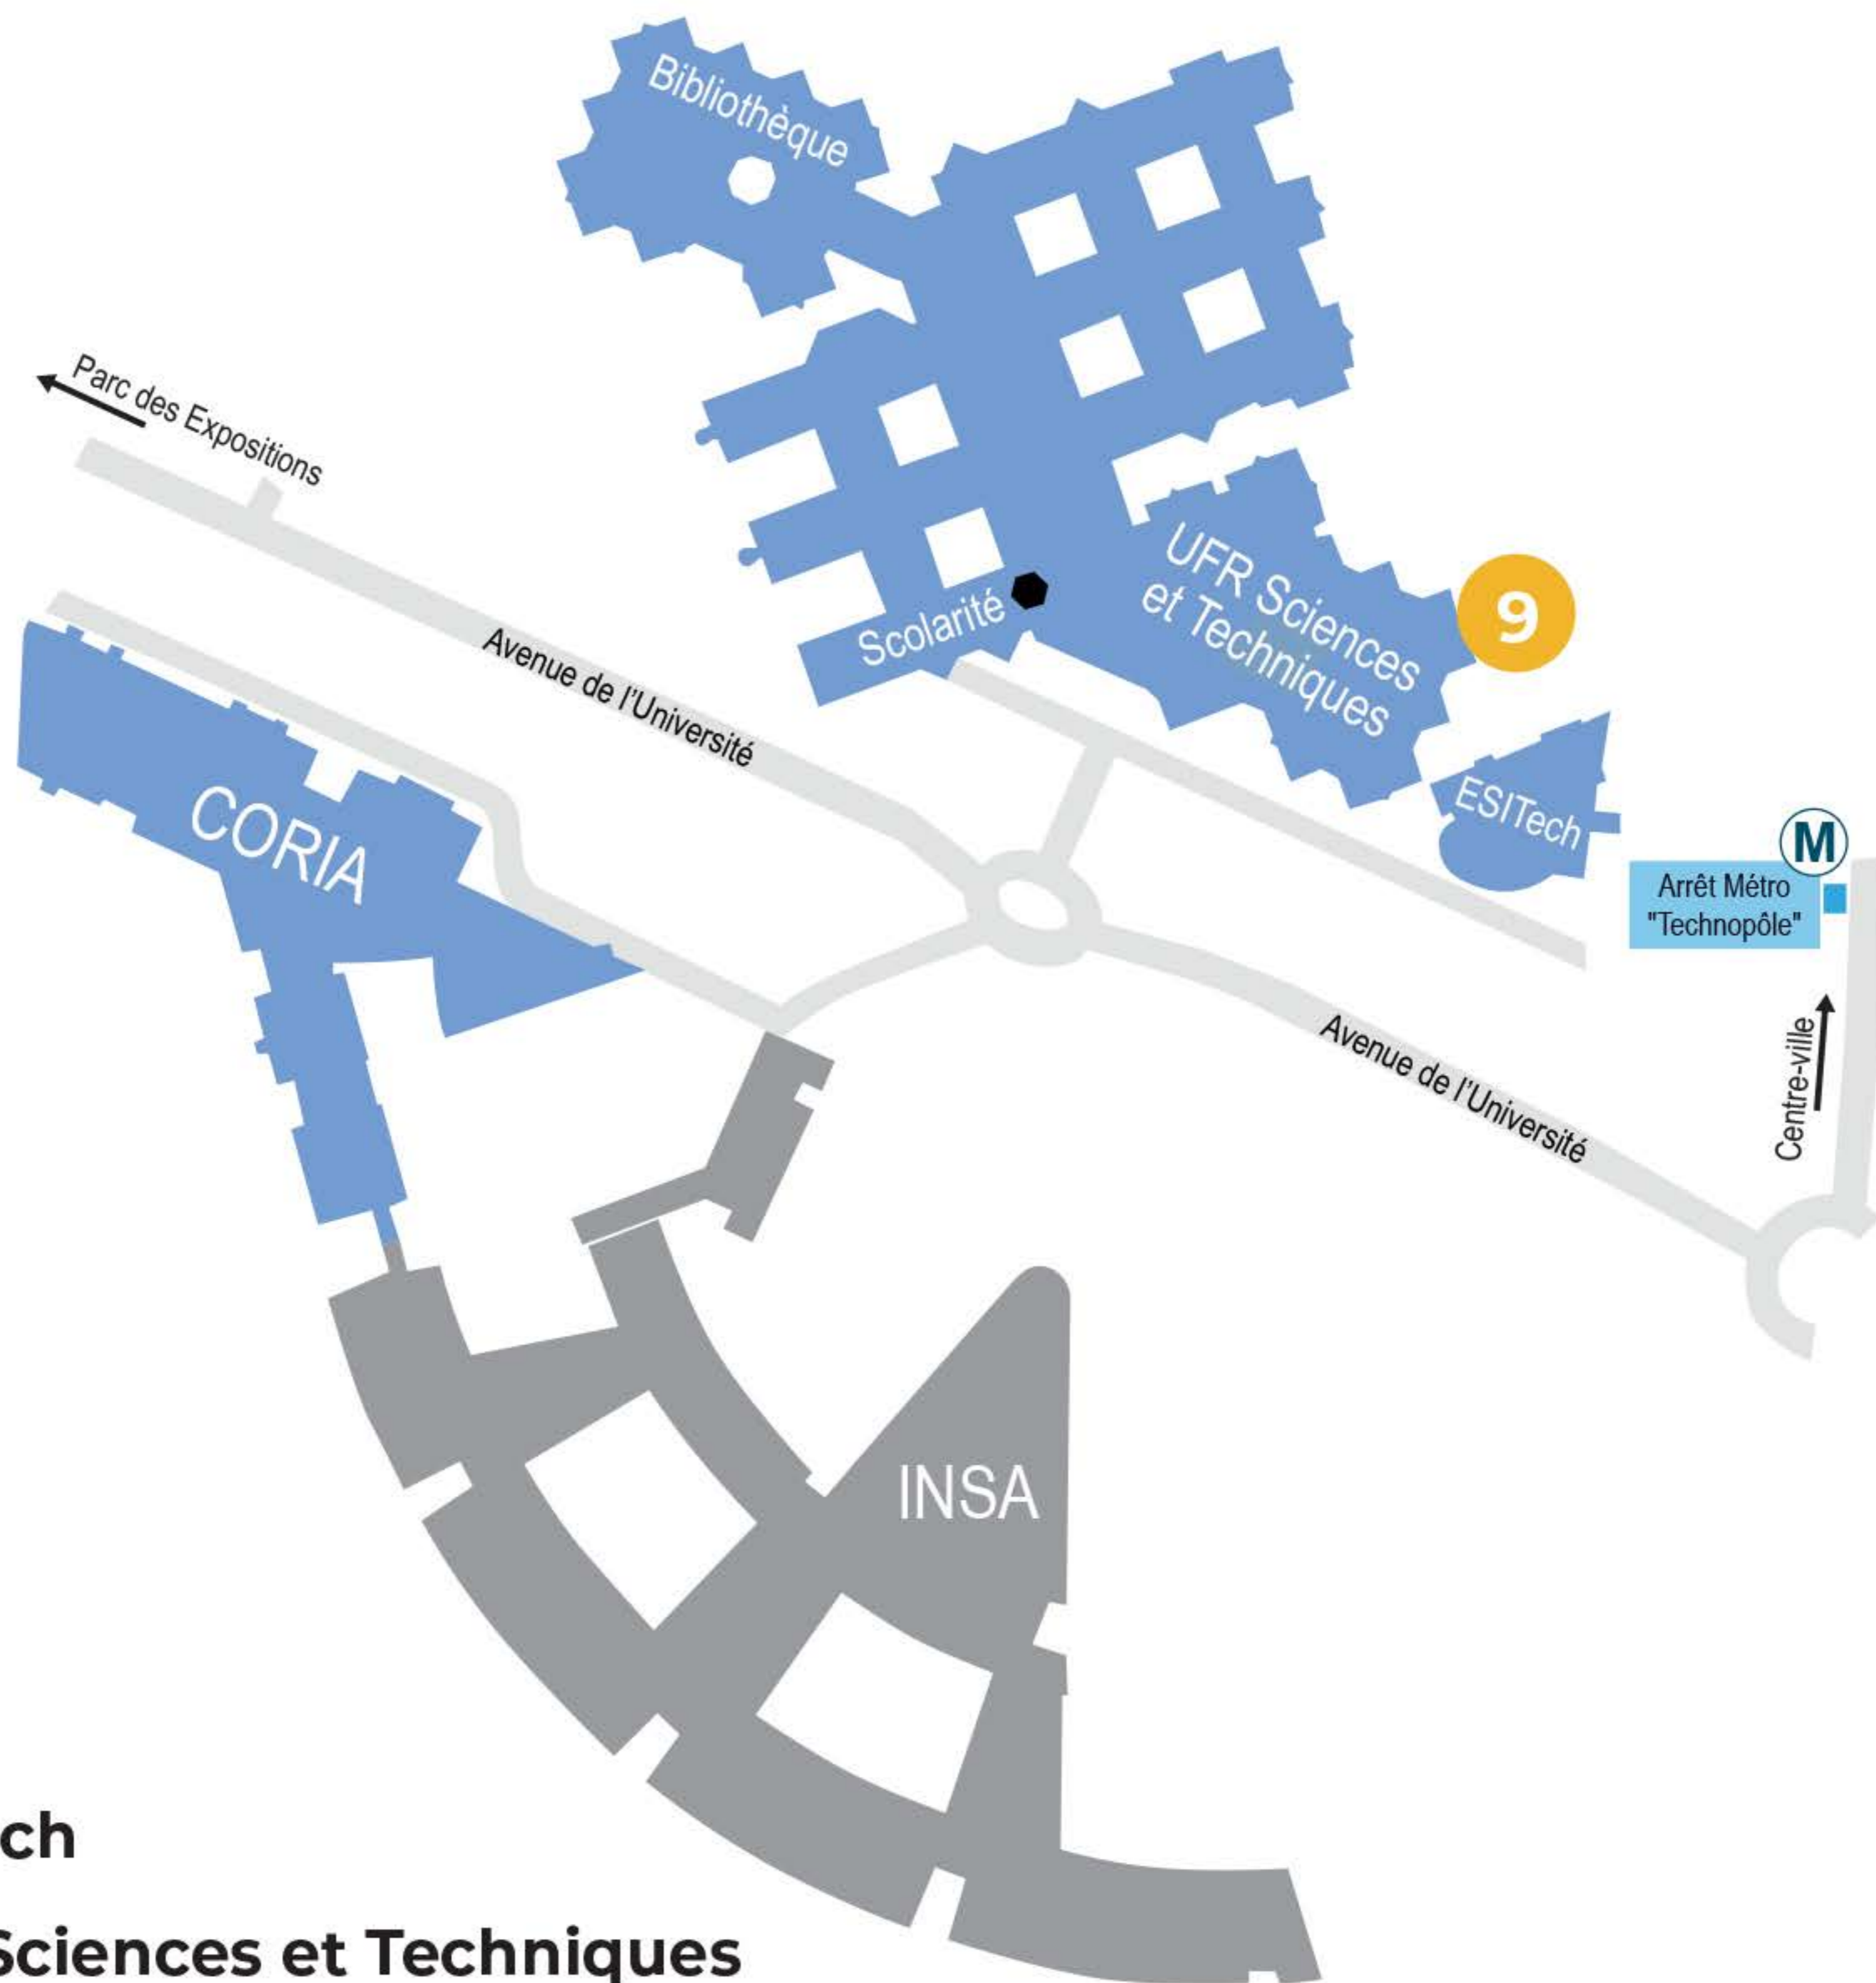 Bibliothèque
Parc des Expositions
UFR Sciences
et Techniques
9
Scolarité
Avenue de l'Université
CORIA
ESITech
M
Arrêt Métro
"Technopôle"
Centre-ville
Avenue de l'Université
INSA
ch
Sciences et Techniques